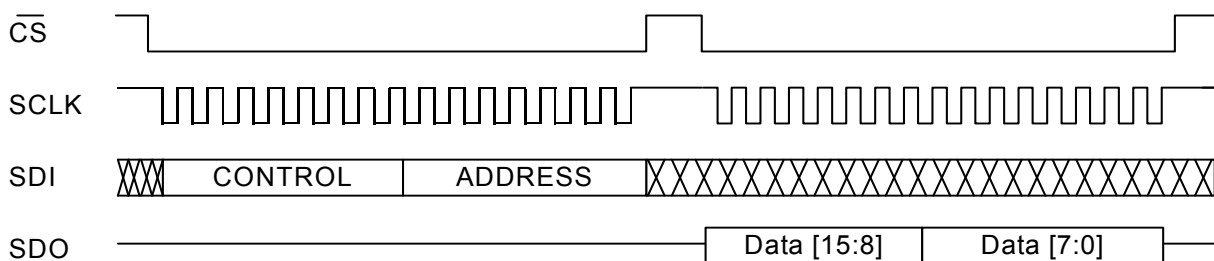 CS
SCLK
SDI CONTROL ADDRESS
SDO Data [15:8] Data [7:0]